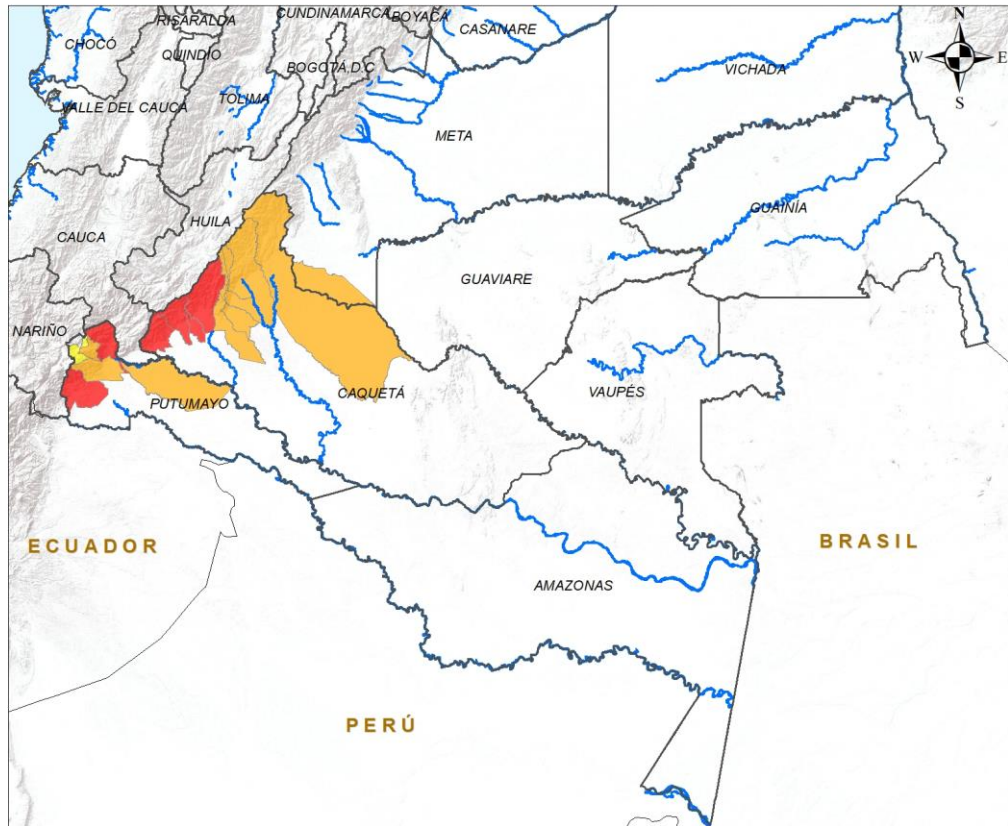 RISARALDA
CUNDINAMARCA
BOYACÁ
CASANARE
N
CHOCÓ
QUINDÍO
BOGOTÁ D.C
W
E
VICHADA
S
VALLE DEL CAUCA
TOLIMA
META
HUILA
GUAINÍA
CAUCA
GUAVIARE
NARIÑO
CAQUETÁ
VAUPÉS
PUTUMAYO
ECUADOR
BRASIL
AMAZONAS
PERÚ